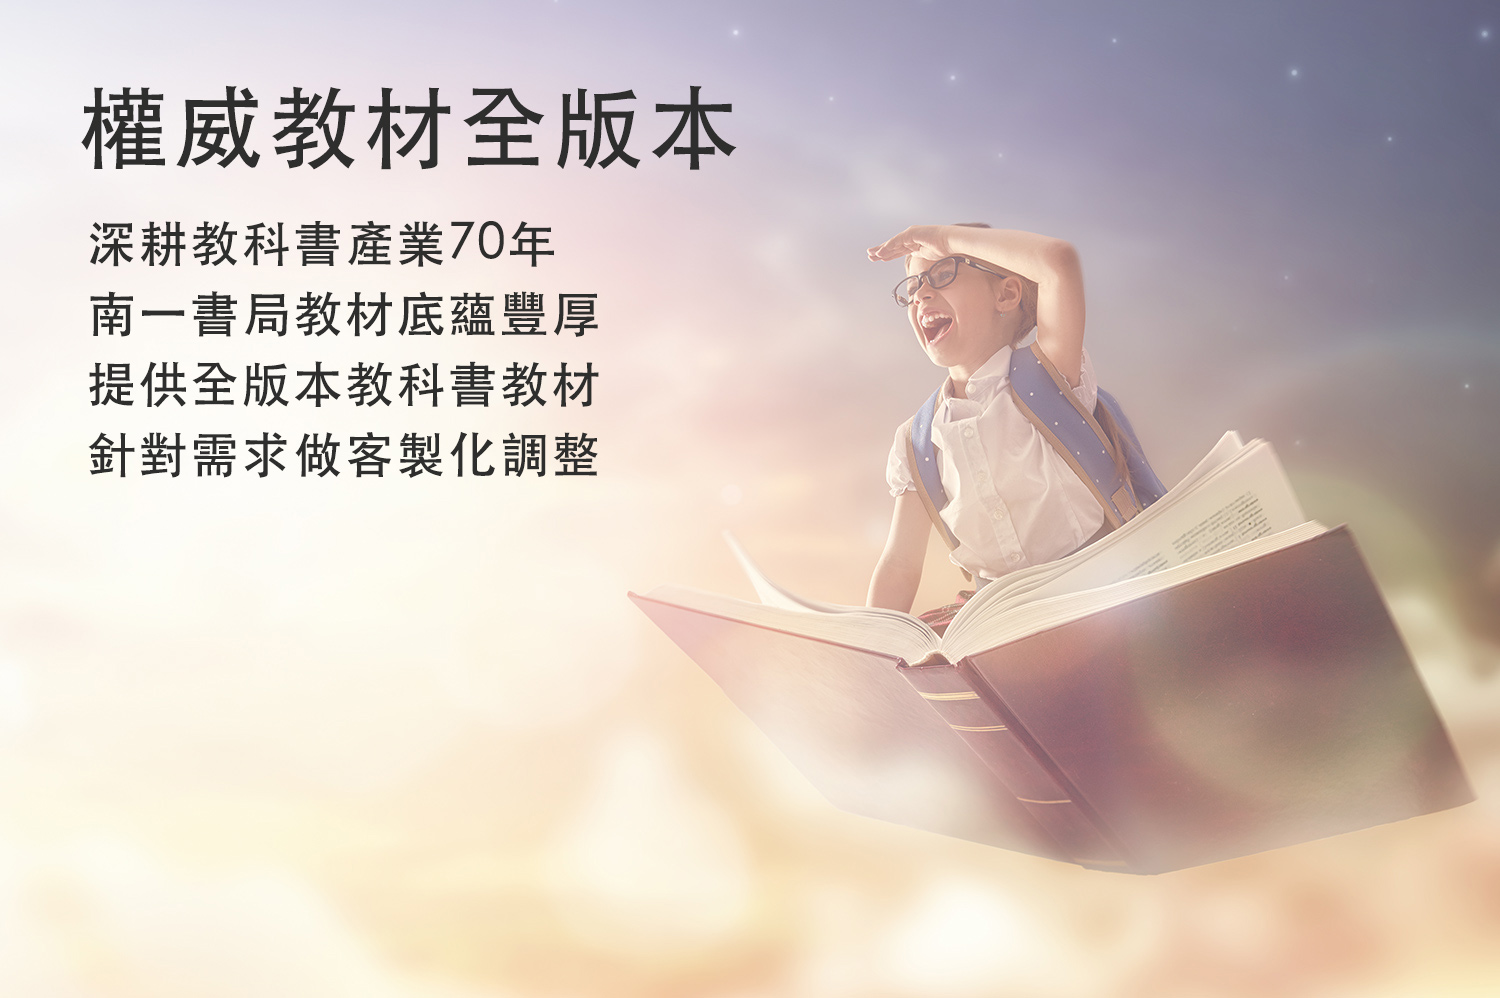 權威教材全版本
深耕教科書產業70年
南一書局教材底蘊豐厚
提供全版本教科書教材
針對需求做客製化調整